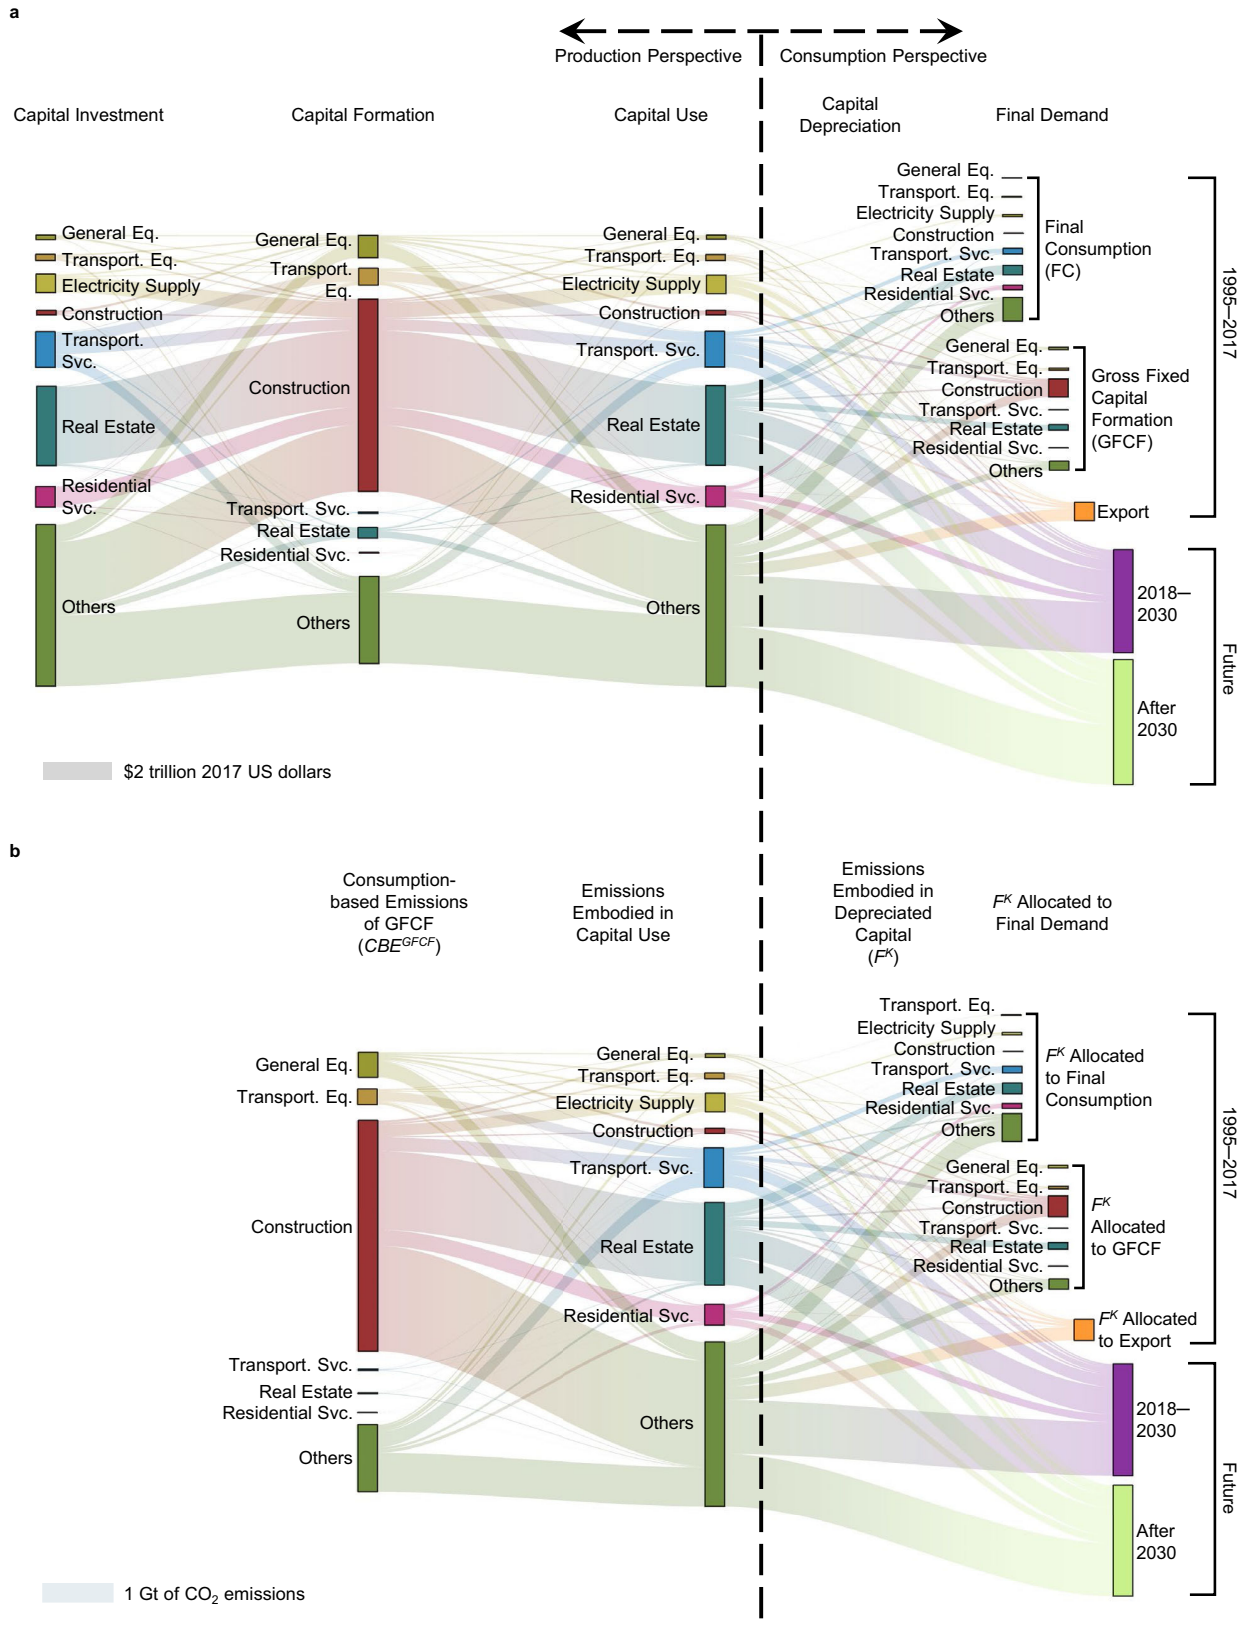 a
Production Perspective
Consumption Perspective
Capital Investment
Capital Formation
Capital Use
Capital
Depreciation
Final Demand
General Eq.
Transport. Eq.
Electricity Supply
Construction
Transport.
Svc.
Real Estate
Residential
Svc.
Others
General Eq.
Transport.
Eq.
Construction
Transport. Svc.
Real Estate
Residential Svc.
Others
General Eq.
Transport. Eq.
Electricity Supply
Construction
Transport. Svc.
Real Estate
Residential Svc.
Others
General Eq.
Transport. Eq.
Electricity Supply
Construction
Transport. Svc.
Real Estate
Residential Svc.
Others
Final
Consumption
(FC)
General Eq.
Transport. Eq.
Construction
Transport. Svc.
Real Estate
Residential Svc.
Others
Gross Fixed
Capital
Formation
(GFCF)
Export
1995–2017
2018–
2030
After
2030
Future
$2 trillion 2017 US dollars
b
Consumption-
based Emissions
of GFCF
(CBE^GFCF)
Emissions
Embodied in
Capital Use
Emissions
Embodied in
Depreciated
Capital
(F^K)
F^K Allocated to
Final Demand
General Eq.
Transport. Eq.
Construction
Transport. Svc.
Real Estate
Residential Svc.
Others
General Eq.
Transport. Eq.
Electricity Supply
Construction
Transport. Svc.
Real Estate
Residential Svc.
Others
Transport. Eq.
Electricity Supply
Construction
Transport. Svc.
Real Estate
Residential Svc.
Others
F^K Allocated
to Final
Consumption
General Eq.
Transport. Eq.
Construction
Transport. Svc.
Real Estate
Residential Svc.
Others
F^K
Allocated
to GFCF
F^K Allocated
to Export
1995–2017
2018–
2030
After
2030
Future
1 Gt of CO₂ emissions